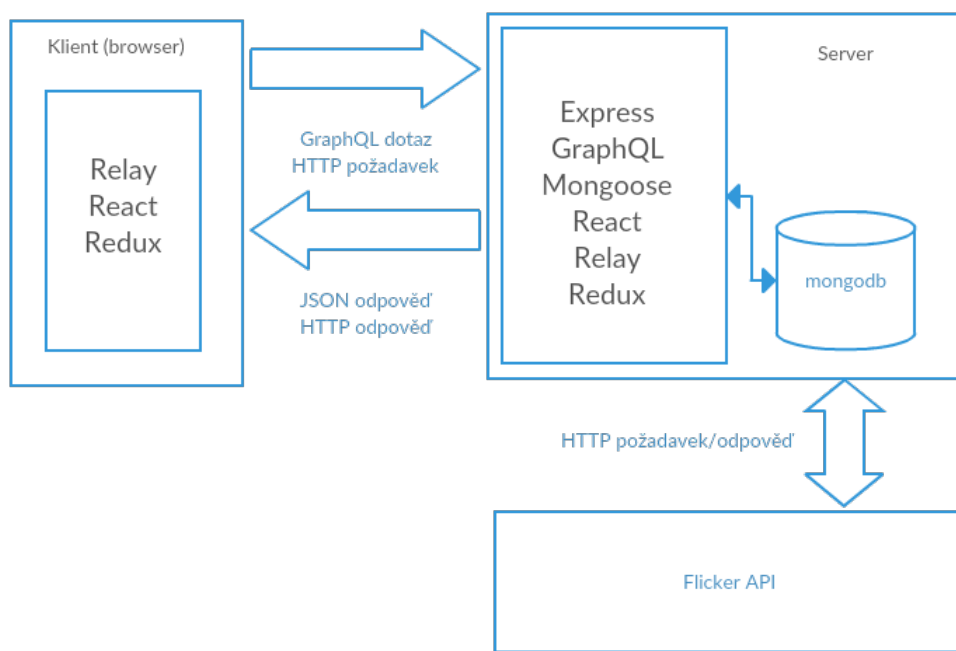 Klient (browser)
Relay
React
Redux
GraphQL dotaz
HTTP požadavek
JSON odpověď
HTTP odpověď
Server
Express
GraphQL
Mongoose
React
Relay
Redux
mongodb
HTTP požadavek/odpověď
Flicker API